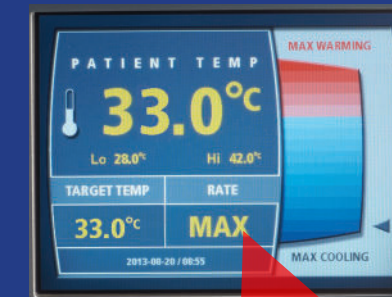 MAX WARMING
PATIENT TEMP
33.0°C
Lo 28.0°C Hi 42.0°C
TARGET TEMP RATE
33.0°C MAX
2013-08-20 / 08:55
MAX COOLING